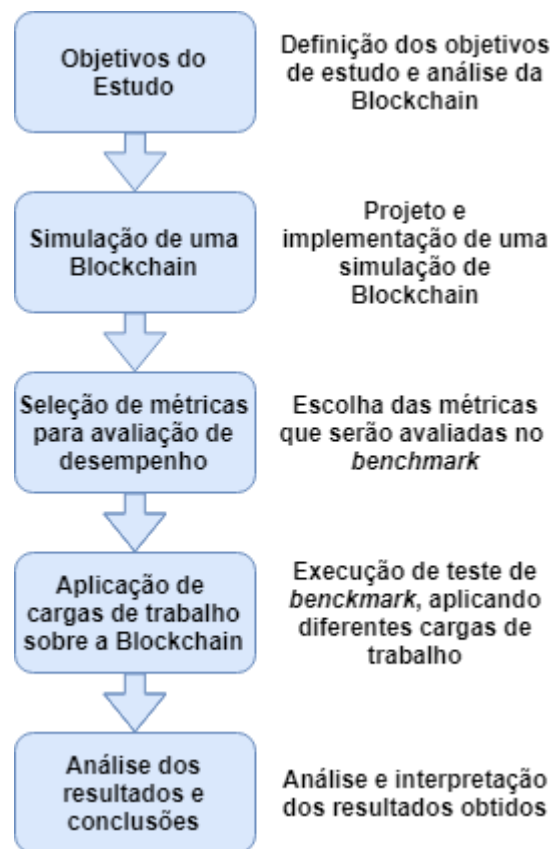 Objetivos do
Estudo
Definição dos objetivos
de estudo e análise da
Blockchain
Simulação de uma
Blockchain
Projeto e
implementação de uma
simulação de
Blockchain
Seleção de métricas
para avaliação de
desempenho
Escolha das métricas
que serão avaliadas no
benchmark
Aplicação de
cargas de trabalho
sobre a Blockchain
Execução de teste de
benckmark, aplicando
diferentes cargas de
trabalho
Análise dos
resultados e
conclusões
Análise e interpretação
dos resultados obtidos